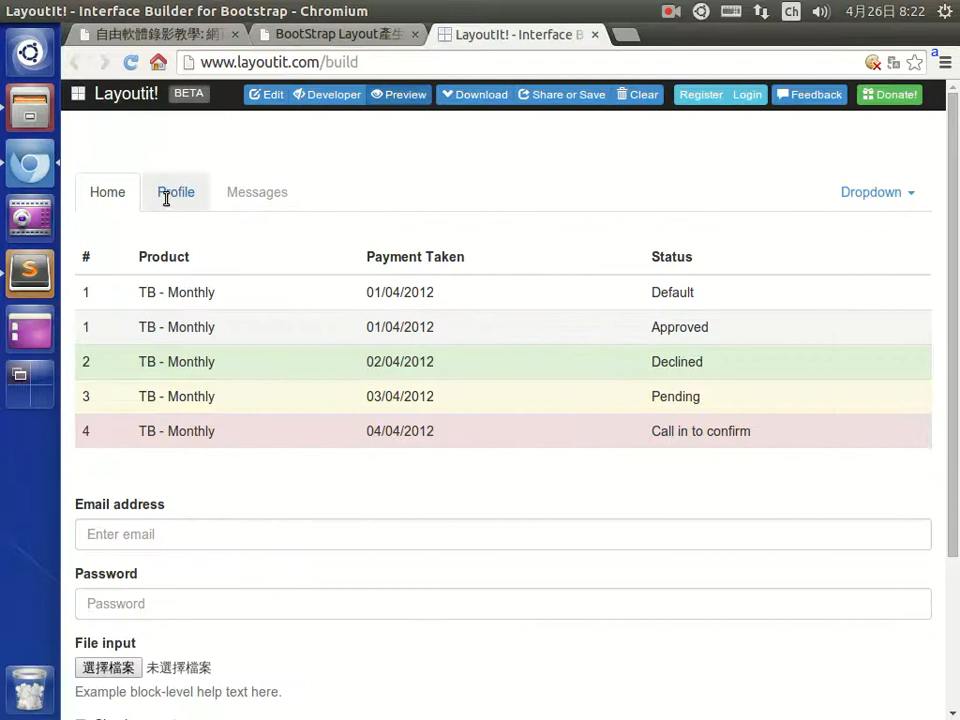 LayoutIt! - Interface Builder for Bootstrap - Chromium
Ch
4月26日 8:22
自由軟體錄影教學: 網
BootStrap Layout產生
LayoutIt! - Interface B
www.layoutit.com/build
a
Layoutit!
BETA
Edit
Developer
Preview
Download
Share or Save
Clear
Register
Login
Feedback
Donate!
Home
Profile
Messages
Dropdown
# Product Payment Taken Status
1 TB - Monthly 01/04/2012 Default
1 TB - Monthly 01/04/2012 Approved
2 TB - Monthly 02/04/2012 Declined
3 TB - Monthly 03/04/2012 Pending
4 TB - Monthly 04/04/2012 Call in to confirm
Email address
Enter email
Password
Password
File input
選擇檔案 未選擇檔案
Example block-level help text here.